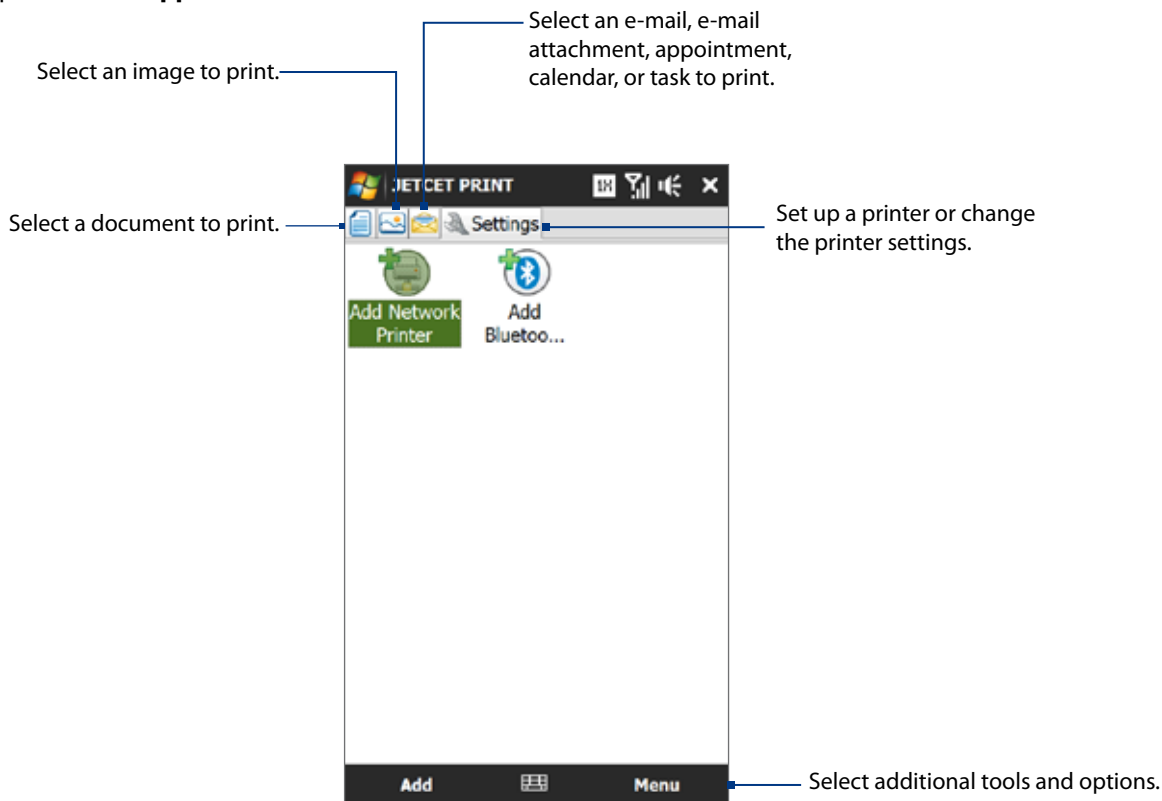 Select an e-mail, e-mail
attachment, appointment,
calendar, or task to print.
Select an image to print.
JETCET PRINT
1X
Select a document to print.
Settings
Set up a printer or change
the printer settings.
Add Network
Printer
Add
Bluetoo...
Add
Menu
Select additional tools and options.